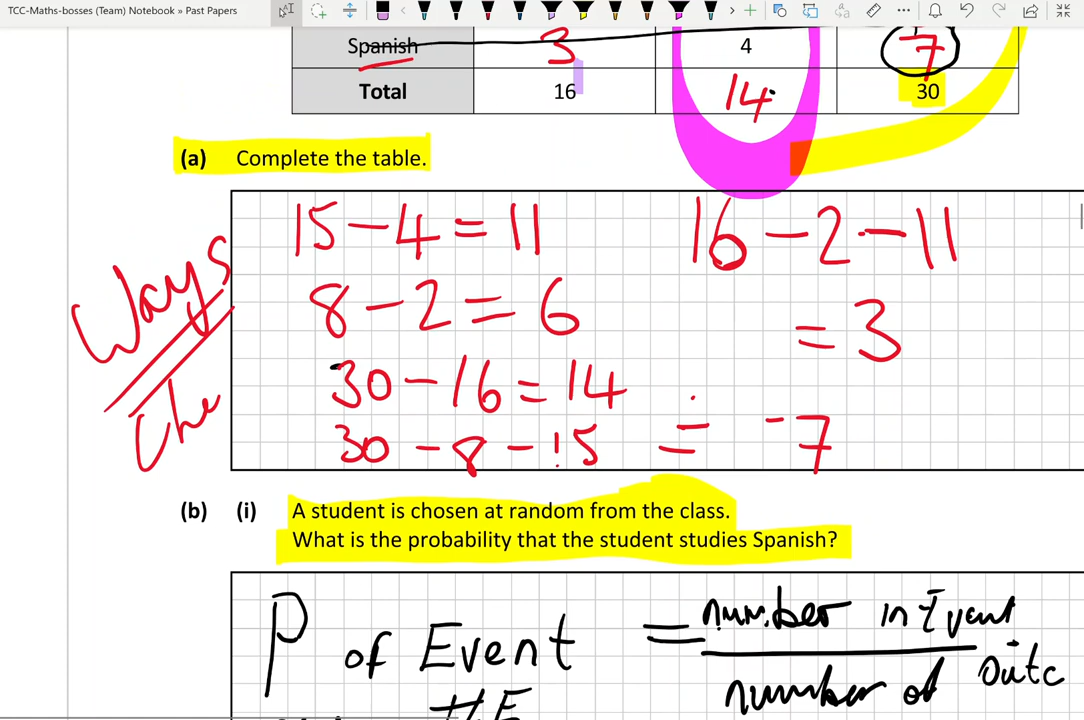 TCC-Maths-bosses (Team) Notebook » Past Papers
Spanish 3 4 7
Total 16 14 30
(a) Complete the table.
15 - 4 = 11 16 - 2 - 11
8 - 2 = 6 = 3
30 - 16 = 14
30 - 8 - 15 = 7
Ways
Che
(b) (i) A student is chosen at random from the class.
What is the probability that the student studies Spanish?
P of Event = number in Event
number of outc